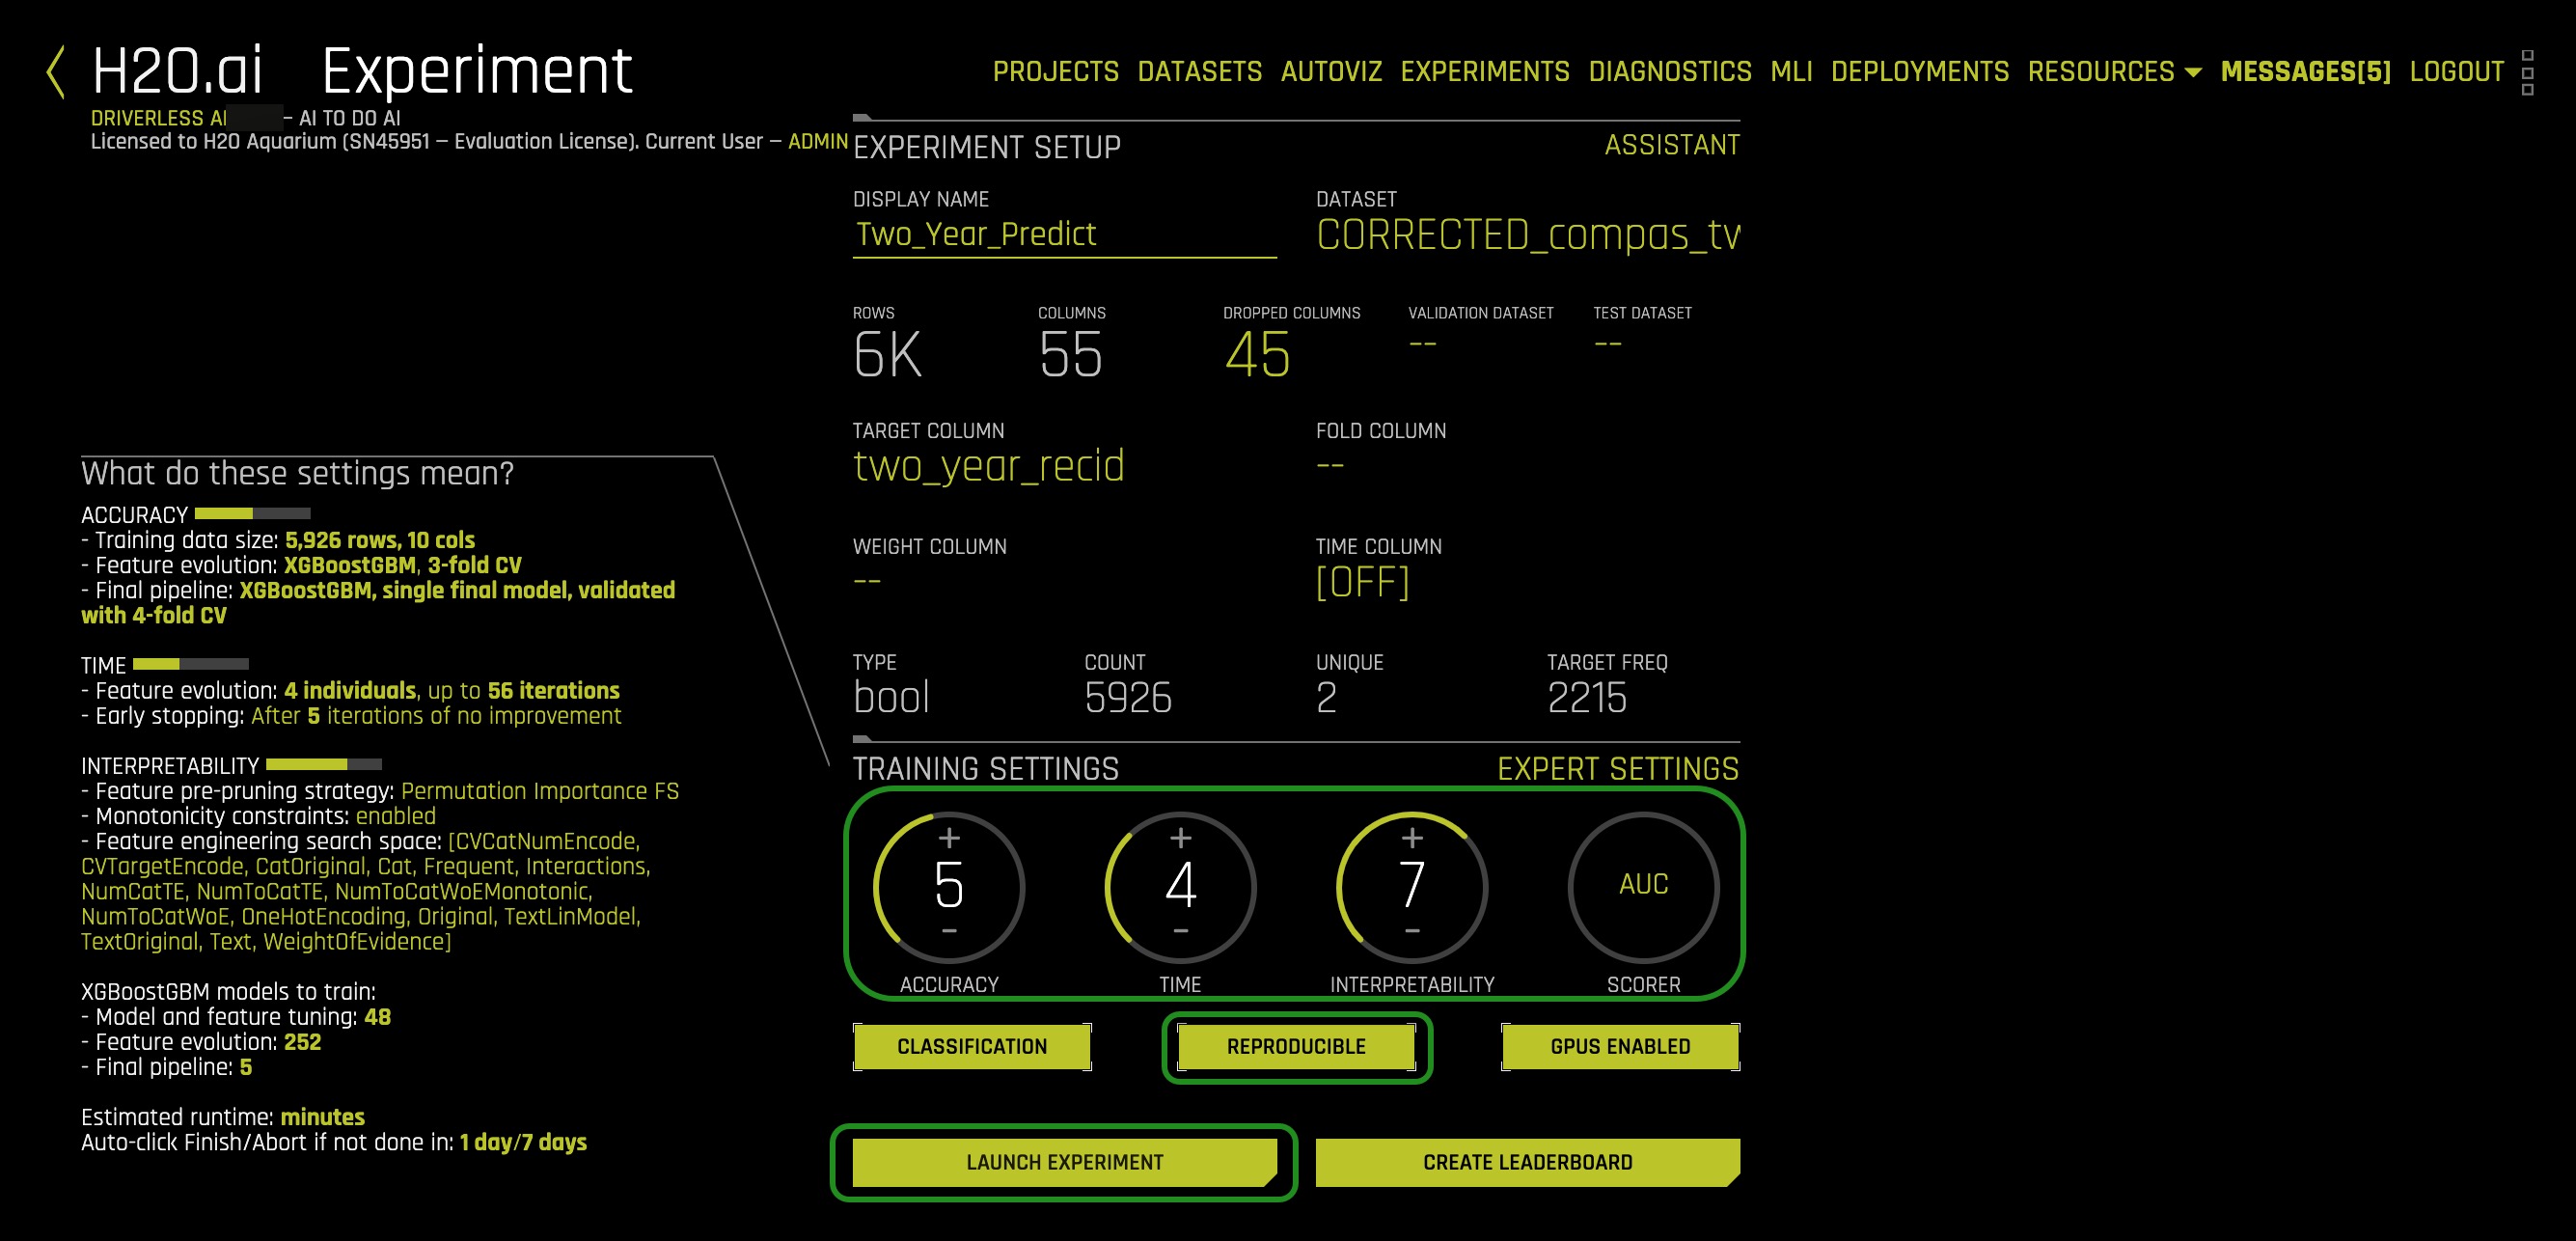 H2O.ai Experiment
PROJECTS DATASETS AUTOVIZ EXPERIMENTS DIAGNOSTICS MLI DEPLOYMENTS RESOURCES MESSAGES[5] LOGOUT
DRIVERLESS AI – AI TO DO AI
Licensed to H2O Aquarium (SN45951 – Evaluation License). Current User – ADMIN
What do these settings mean?
ACCURACY
- Training data size: 5,926 rows, 10 cols
- Feature evolution: XGBoostGBM, 3-fold CV
- Final pipeline: XGBoostGBM, single final model, validated
with 4-fold CV
TIME
- Feature evolution: 4 individuals, up to 56 iterations
- Early stopping: After 5 iterations of no improvement
INTERPRETABILITY
- Feature pre-pruning strategy: Permutation Importance FS
- Monotonicity constraints: enabled
- Feature engineering search space: [CVCatNumEncode,
CVTargetEncode, CatOriginal, Cat, Frequent, Interactions,
NumCatTE, NumToCatTE, NumToCatWoEMonotonic,
NumToCatWoE, OneHotEncoding, Original, TextLinModel,
TextOriginal, Text, WeightOfEvidence]
XGBoostGBM models to train:
- Model and feature tuning: 48
- Feature evolution: 252
- Final pipeline: 5
Estimated runtime: minutes
Auto-click Finish/Abort if not done in: 1 day/7 days
EXPERIMENT SETUP ASSISTANT
DISPLAY NAME DATASET
Two_Year_Predict CORRECTED_compas_tw
ROWS COLUMNS DROPPED COLUMNS VALIDATION DATASET TEST DATASET
6K 55 45 -- --
TARGET COLUMN FOLD COLUMN
two_year_recid --
WEIGHT COLUMN TIME COLUMN
-- [OFF]
TYPE COUNT UNIQUE TARGET FREQ
bool 5926 2 2215
TRAINING SETTINGS EXPERT SETTINGS
+ + +
5 4 7 AUC
- - -
ACCURACY TIME INTERPRETABILITY SCORER
CLASSIFICATION REPRODUCIBLE GPUS ENABLED
LAUNCH EXPERIMENT CREATE LEADERBOARD